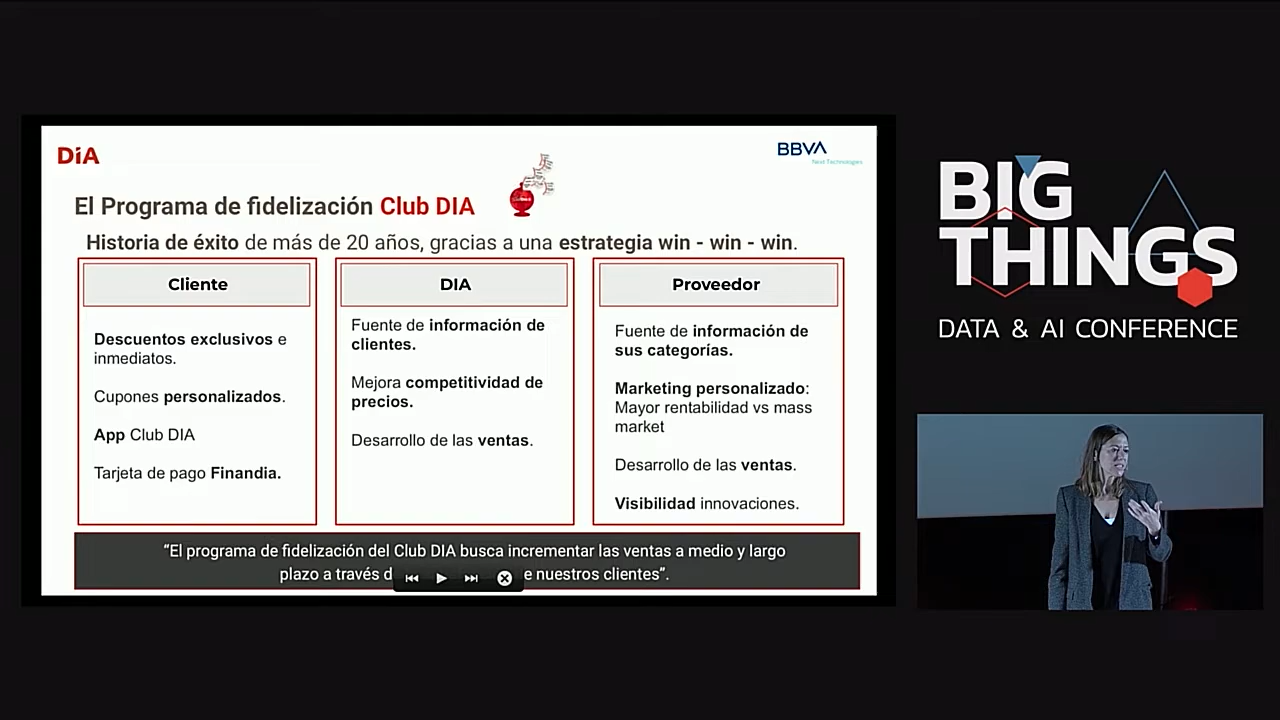 DiA
BBVA
Next Technologies
El Programa de fidelización Club DIA
Historia de éxito de más de 20 años, gracias a una estrategia win - win - win.
Cliente
Descuentos exclusivos e
inmediatos.
Cupones personalizados.
App Club DIA
Tarjeta de pago Finandia.
DIA
Fuente de información de
clientes.
Mejora competitividad de
precios.
Desarrollo de las ventas.
Proveedor
Fuente de información de
sus categorías.
Marketing personalizado:
Mayor rentabilidad vs mass
market
Desarrollo de las ventas.
Visibilidad innovaciones.
“El programa de fidelización del Club DIA busca incrementar las ventas a medio y largo
plazo a través d e nuestros clientes”.
BIG
THINGS
DATA & AI CONFERENCE